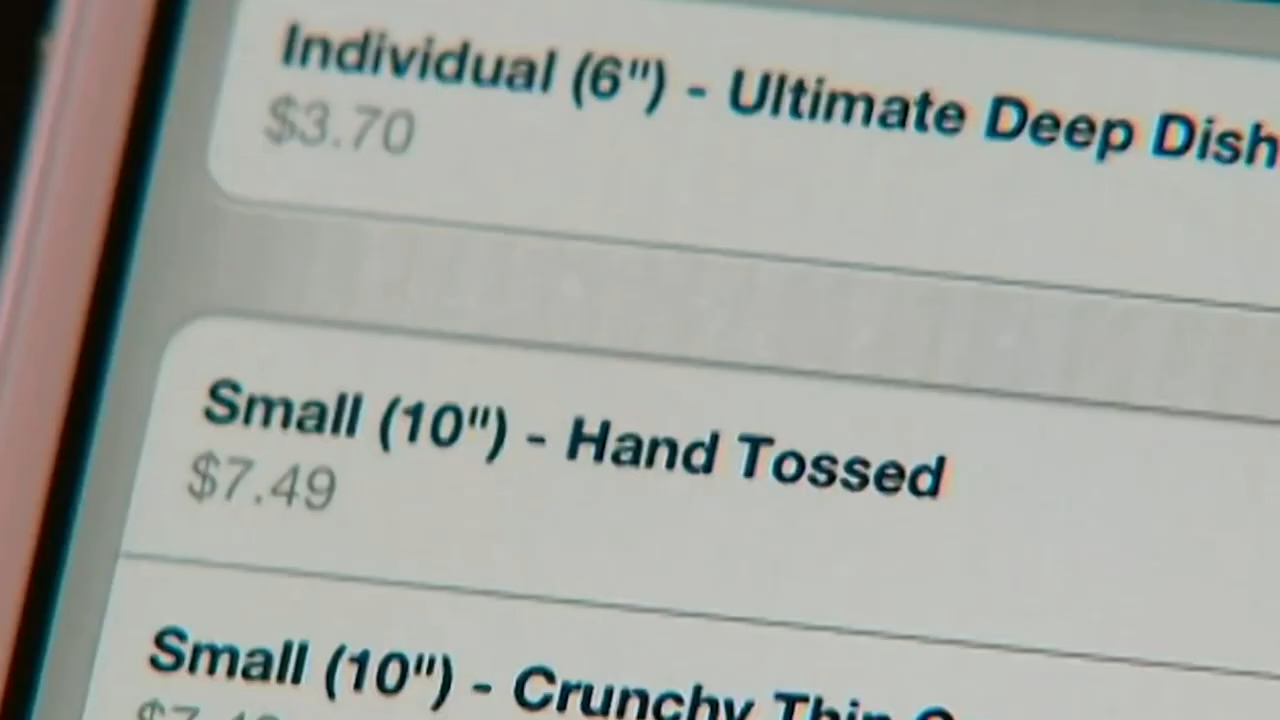 Individual (6") - Ultimate Deep Dish
$3.70
Small (10") - Hand Tossed
$7.49
Small (10") - Crunchy Thin